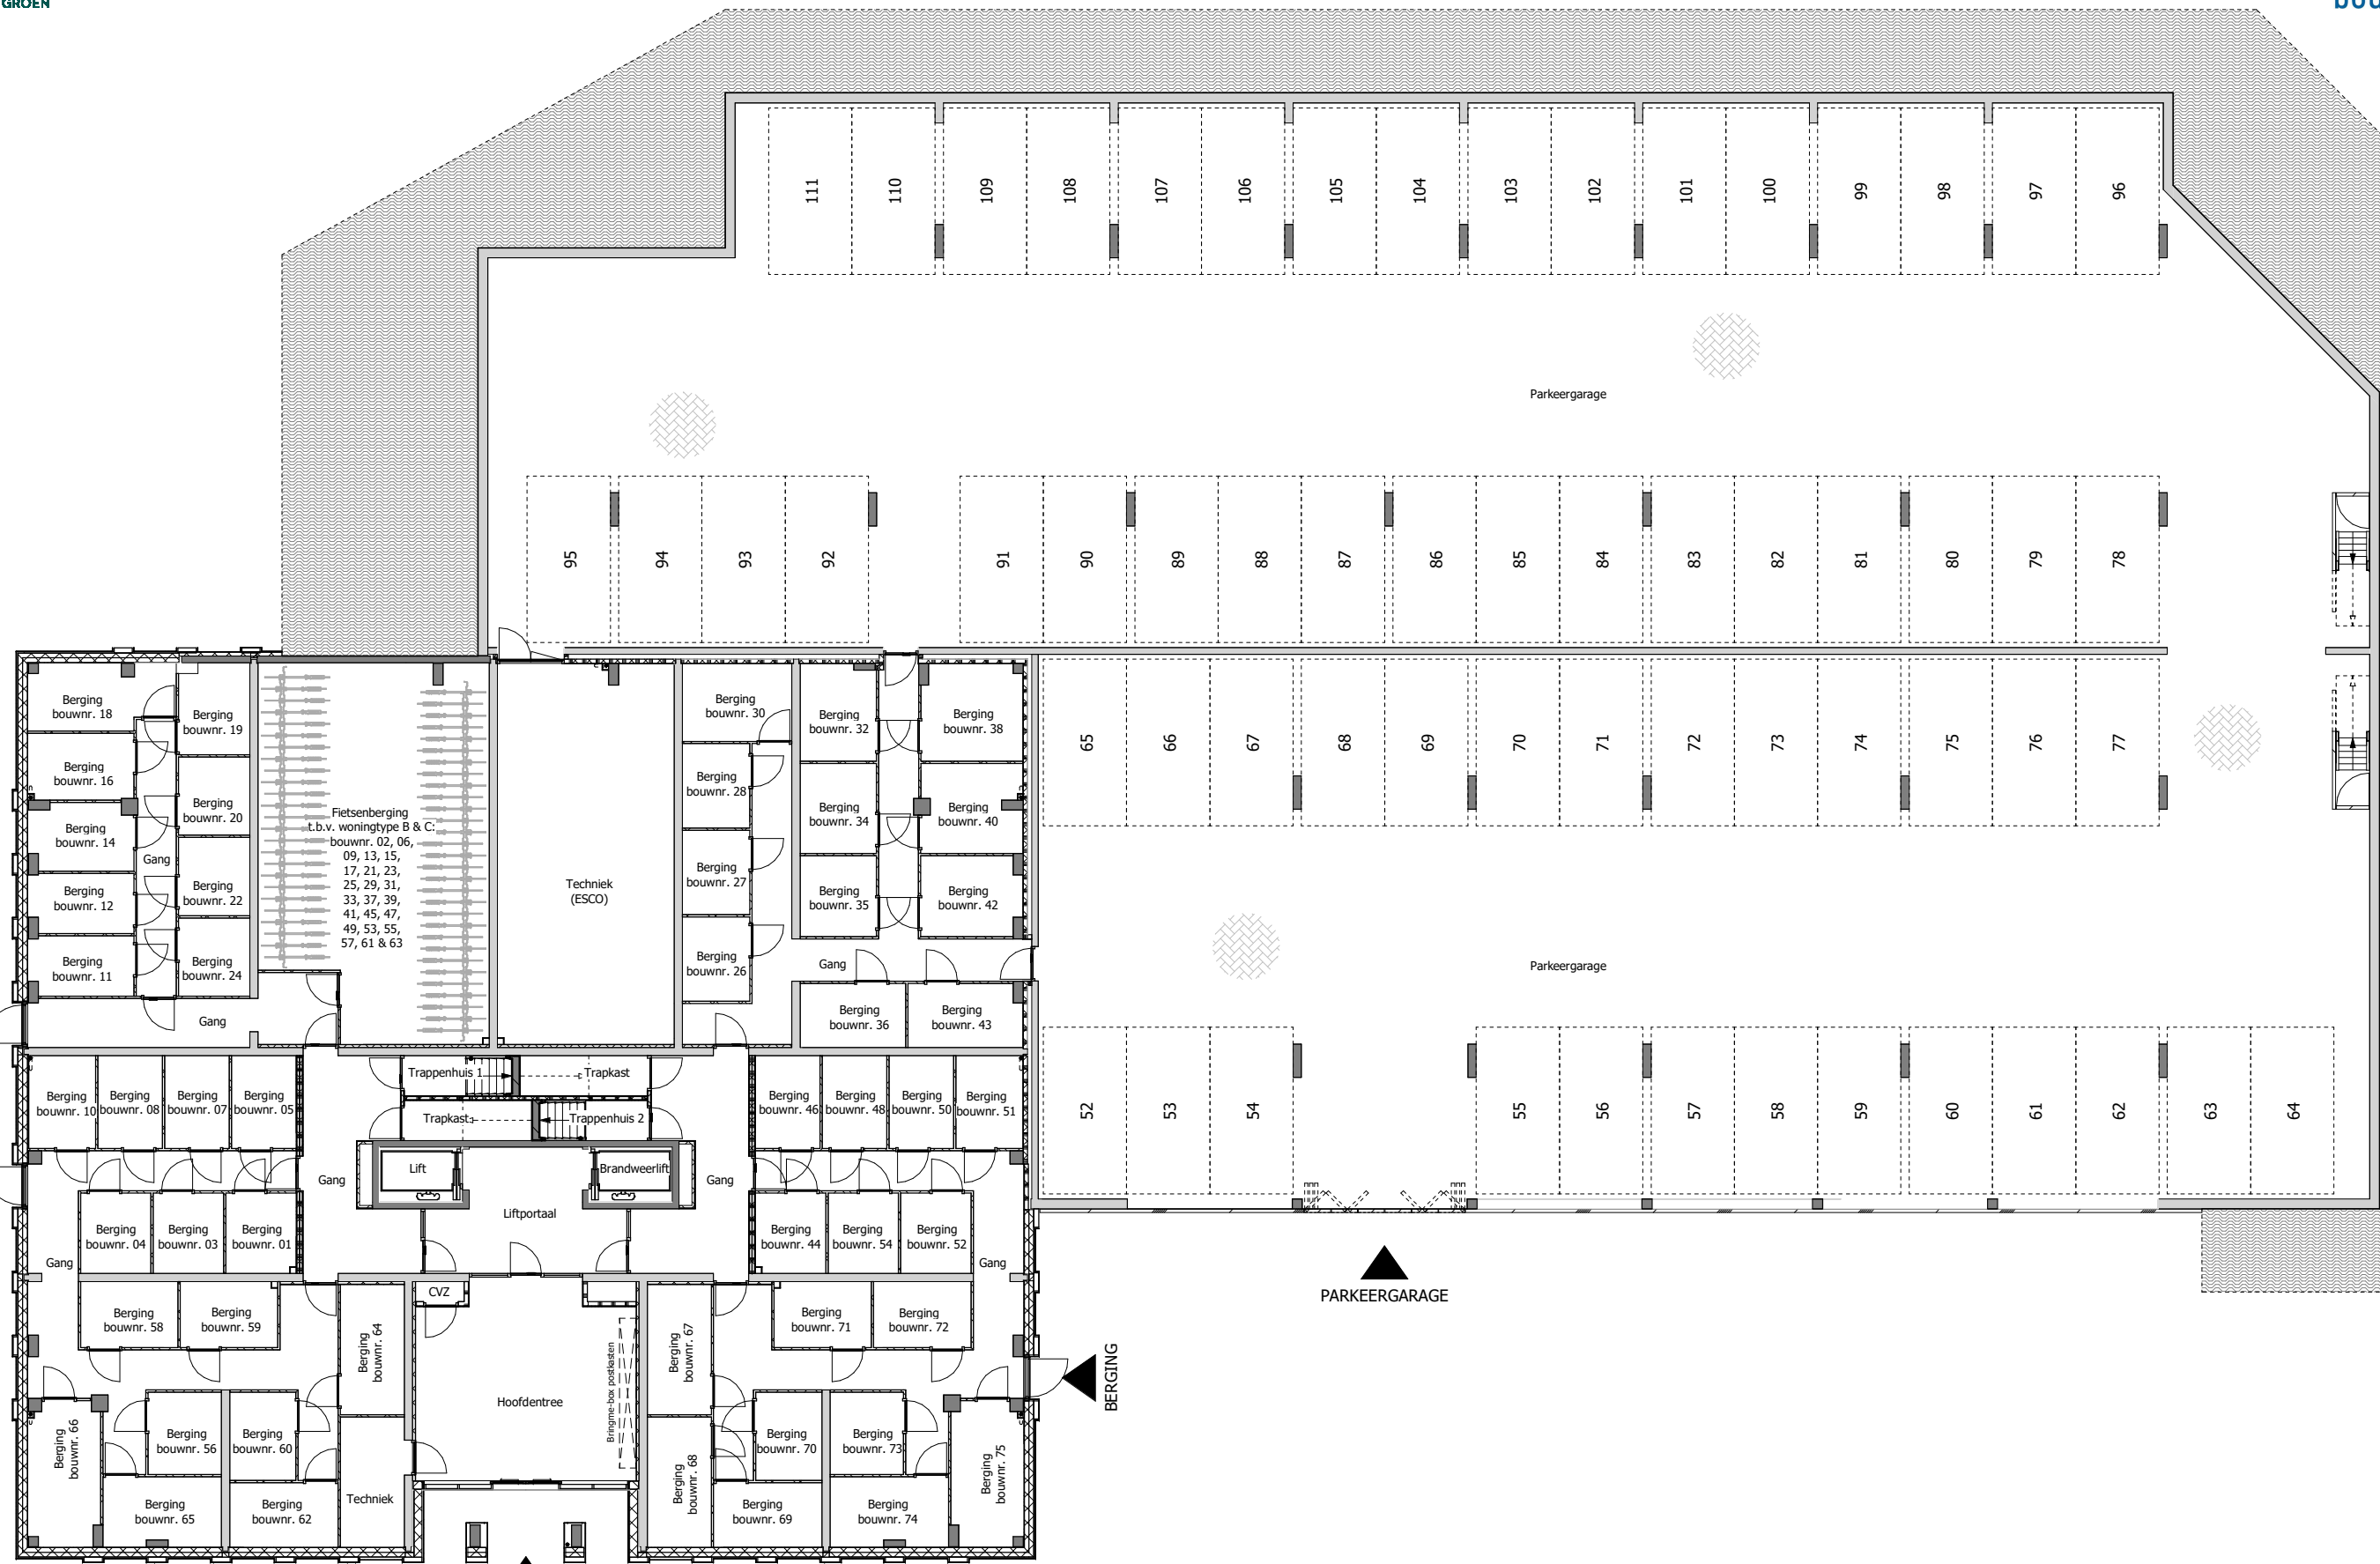 GROEN
bou
111
110
109
108
107
106
105
104
103
102
101
100
99
98
97
96
Parkeergarage
95
94
93
92
91
90
89
88
87
86
85
84
83
82
81
80
79
78
65
66
67
68
69
70
71
72
73
74
75
76
77
Parkeergarage
52
53
54
55
56
57
58
59
60
61
62
63
64
PARKEERGARAGE
BERGING
Berging
bouwnr. 18
Berging
bouwnr. 19
Berging
bouwnr. 16
Berging
bouwnr. 20
Berging
bouwnr. 14
Gang
Berging
bouwnr. 12
Berging
bouwnr. 22
Berging
bouwnr. 11
Berging
bouwnr. 24
Gang
Fietsenberging
t.b.v. woningtype B & C:
bouwnr. 02, 06,
09, 13, 15,
17, 21, 23,
25, 29, 31,
33, 37, 39,
41, 45, 47,
49, 53, 55,
57, 61 & 63
Techniek
(ESCO)
Berging
bouwnr. 30
Berging
bouwnr. 28
Berging
bouwnr. 27
Berging
bouwnr. 26
Berging
bouwnr. 32
Berging
bouwnr. 38
Berging
bouwnr. 34
Berging
bouwnr. 40
Berging
bouwnr. 35
Berging
bouwnr. 42
Gang
Berging
bouwnr. 36
Berging
bouwnr. 43
Berging
bouwnr. 10
Berging
bouwnr. 08
Berging
bouwnr. 07
Berging
bouwnr. 05
Trappenhuis 1
Trapkast
Trapkast
Trappenhuis 2
Berging
bouwnr. 46
Berging
bouwnr. 48
Berging
bouwnr. 50
Berging
bouwnr. 51
Gang
Lift
Brandweerlift
Gang
Liftportaal
Berging
bouwnr. 04
Berging
bouwnr. 03
Berging
bouwnr. 01
Berging
bouwnr. 44
Berging
bouwnr. 54
Berging
bouwnr. 52
Gang
Gang
Berging
bouwnr. 58
Berging
bouwnr. 59
Berging
bouwnr. 64
CVZ
Bringme-box postkasten
Hoofdentree
Berging
bouwnr. 67
Berging
bouwnr. 71
Berging
bouwnr. 72
Berging
bouwnr. 66
Berging
bouwnr. 56
Berging
bouwnr. 60
Berging
bouwnr. 65
Berging
bouwnr. 62
Techniek
Berging
bouwnr. 68
Berging
bouwnr. 70
Berging
bouwnr. 73
Berging
bouwnr. 75
Berging
bouwnr. 69
Berging
bouwnr. 74